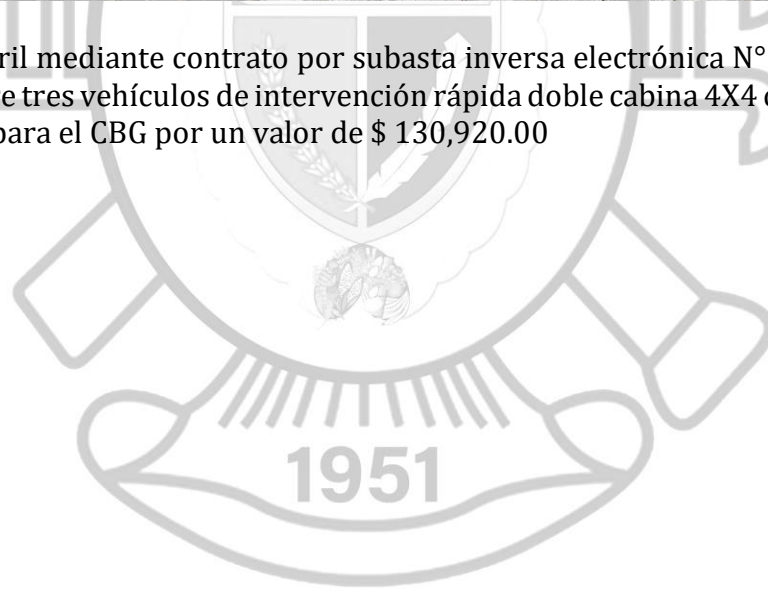 ril mediante contrato por subasta inversa electrónica N°
e tres vehículos de intervención rápida doble cabina 4X4
para el CBG por un valor de $ 130,920.00
1951